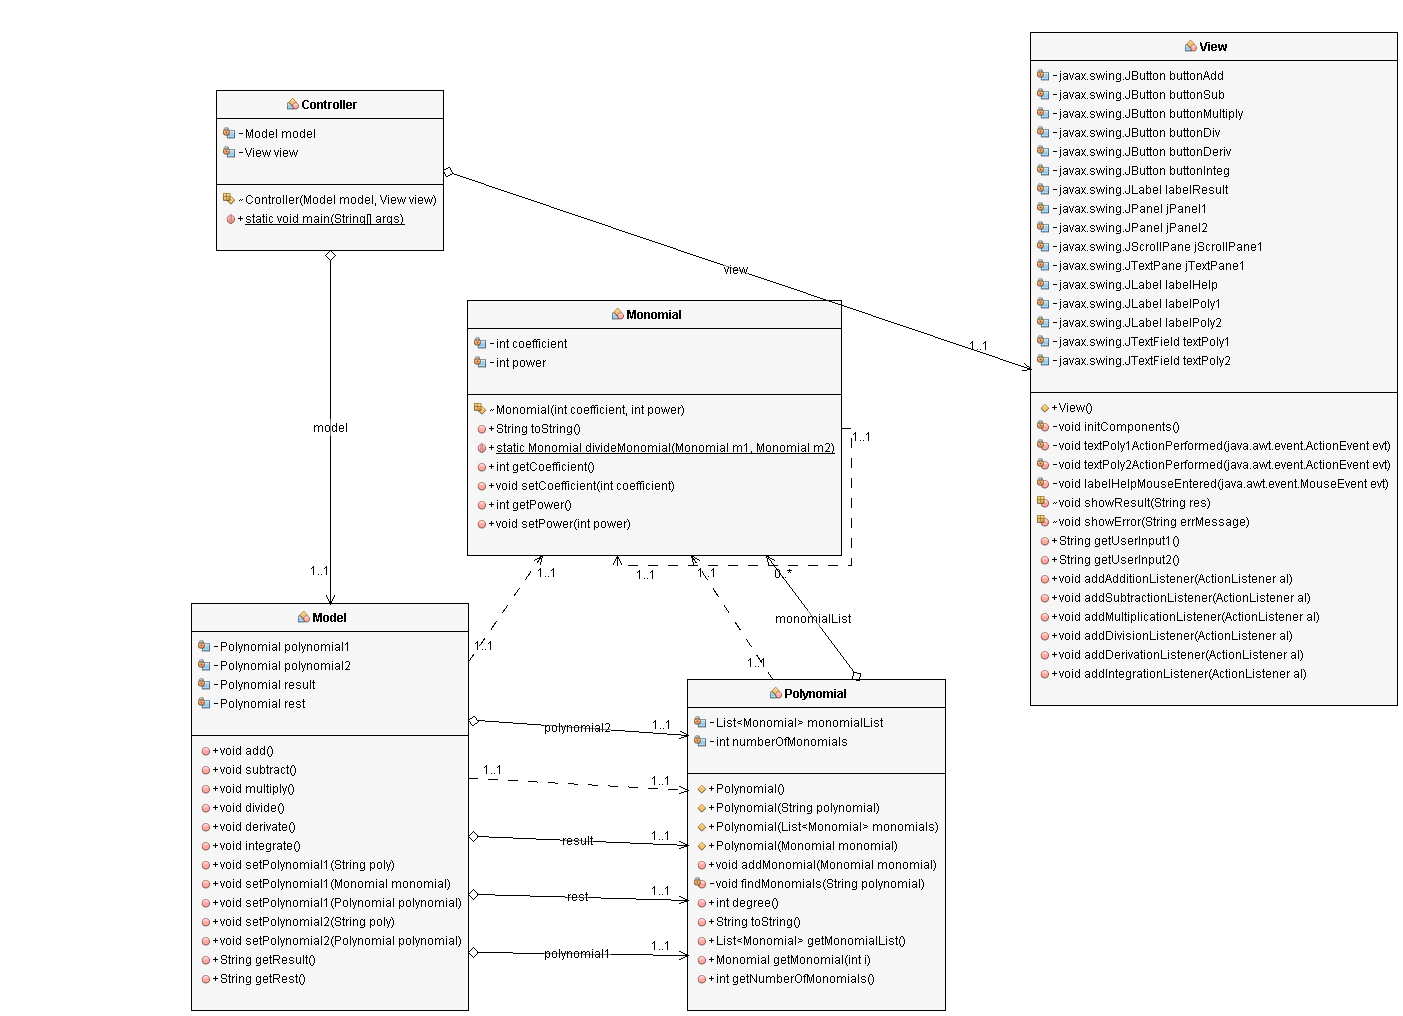 Controller
-Model model
-View view
~Controller(Model model, View view)
+static void main(String[] args)
view
1..1
model
1..1
View
-javax.swing.JButton buttonAdd
-javax.swing.JButton buttonSub
-javax.swing.JButton buttonMultiply
-javax.swing.JButton buttonDiv
-javax.swing.JButton buttonDeriv
-javax.swing.JButton buttonInteg
-javax.swing.JLabel labelResult
-javax.swing.JPanel jPanel1
-javax.swing.JPanel jPanel2
-javax.swing.JScrollPane jScrollPane1
-javax.swing.JTextPane jTextPane1
-javax.swing.JLabel labelHelp
-javax.swing.JLabel labelPoly1
-javax.swing.JLabel labelPoly2
-javax.swing.JTextField textPoly1
-javax.swing.JTextField textPoly2
+View()
-void initComponents()
-void textPoly1ActionPerformed(java.awt.event.ActionEvent evt)
-void textPoly2ActionPerformed(java.awt.event.ActionEvent evt)
-void labelHelpMouseEntered(java.awt.event.MouseEvent evt)
~void showResult(String res)
~void showError(String errMessage)
+String getUserInput1()
+String getUserInput2()
+void addAdditionListener(ActionListener al)
+void addSubtractionListener(ActionListener al)
+void addMultiplicationListener(ActionListener al)
+void addDivisionListener(ActionListener al)
+void addDerivationListener(ActionListener al)
+void addIntegrationListener(ActionListener al)
Monomial
-int coefficient
-int power
~Monomial(int coefficient, int power)
+String toString()
+static Monomial divideMonomial(Monomial m1, Monomial m2)
+int getCoefficient()
+void setCoefficient(int coefficient)
+int getPower()
+void setPower(int power)
1..1
1..1
1..1
1..1
0..*
monomialList
1..1
1..1
Model
-Polynomial polynomial1
-Polynomial polynomial2
-Polynomial result
-Polynomial rest
+void add()
+void subtract()
+void multiply()
+void divide()
+void derivate()
+void integrate()
+void setPolynomial1(String poly)
+void setPolynomial1(Monomial monomial)
+void setPolynomial1(Polynomial polynomial)
+void setPolynomial2(String poly)
+void setPolynomial2(Polynomial polynomial)
+String getResult()
+String getRest()
polynomial2
1..1
1..1
1..1
result
1..1
rest
1..1
polynomial1
1..1
Polynomial
-List<Monomial> monomialList
-int numberOfMonomials
+Polynomial()
+Polynomial(String polynomial)
+Polynomial(List<Monomial> monomials)
+Polynomial(Monomial monomial)
+void addMonomial(Monomial monomial)
-void findMonomials(String polynomial)
+int degree()
+String toString()
+List<Monomial> getMonomialList()
+Monomial getMonomial(int i)
+int getNumberOfMonomials()